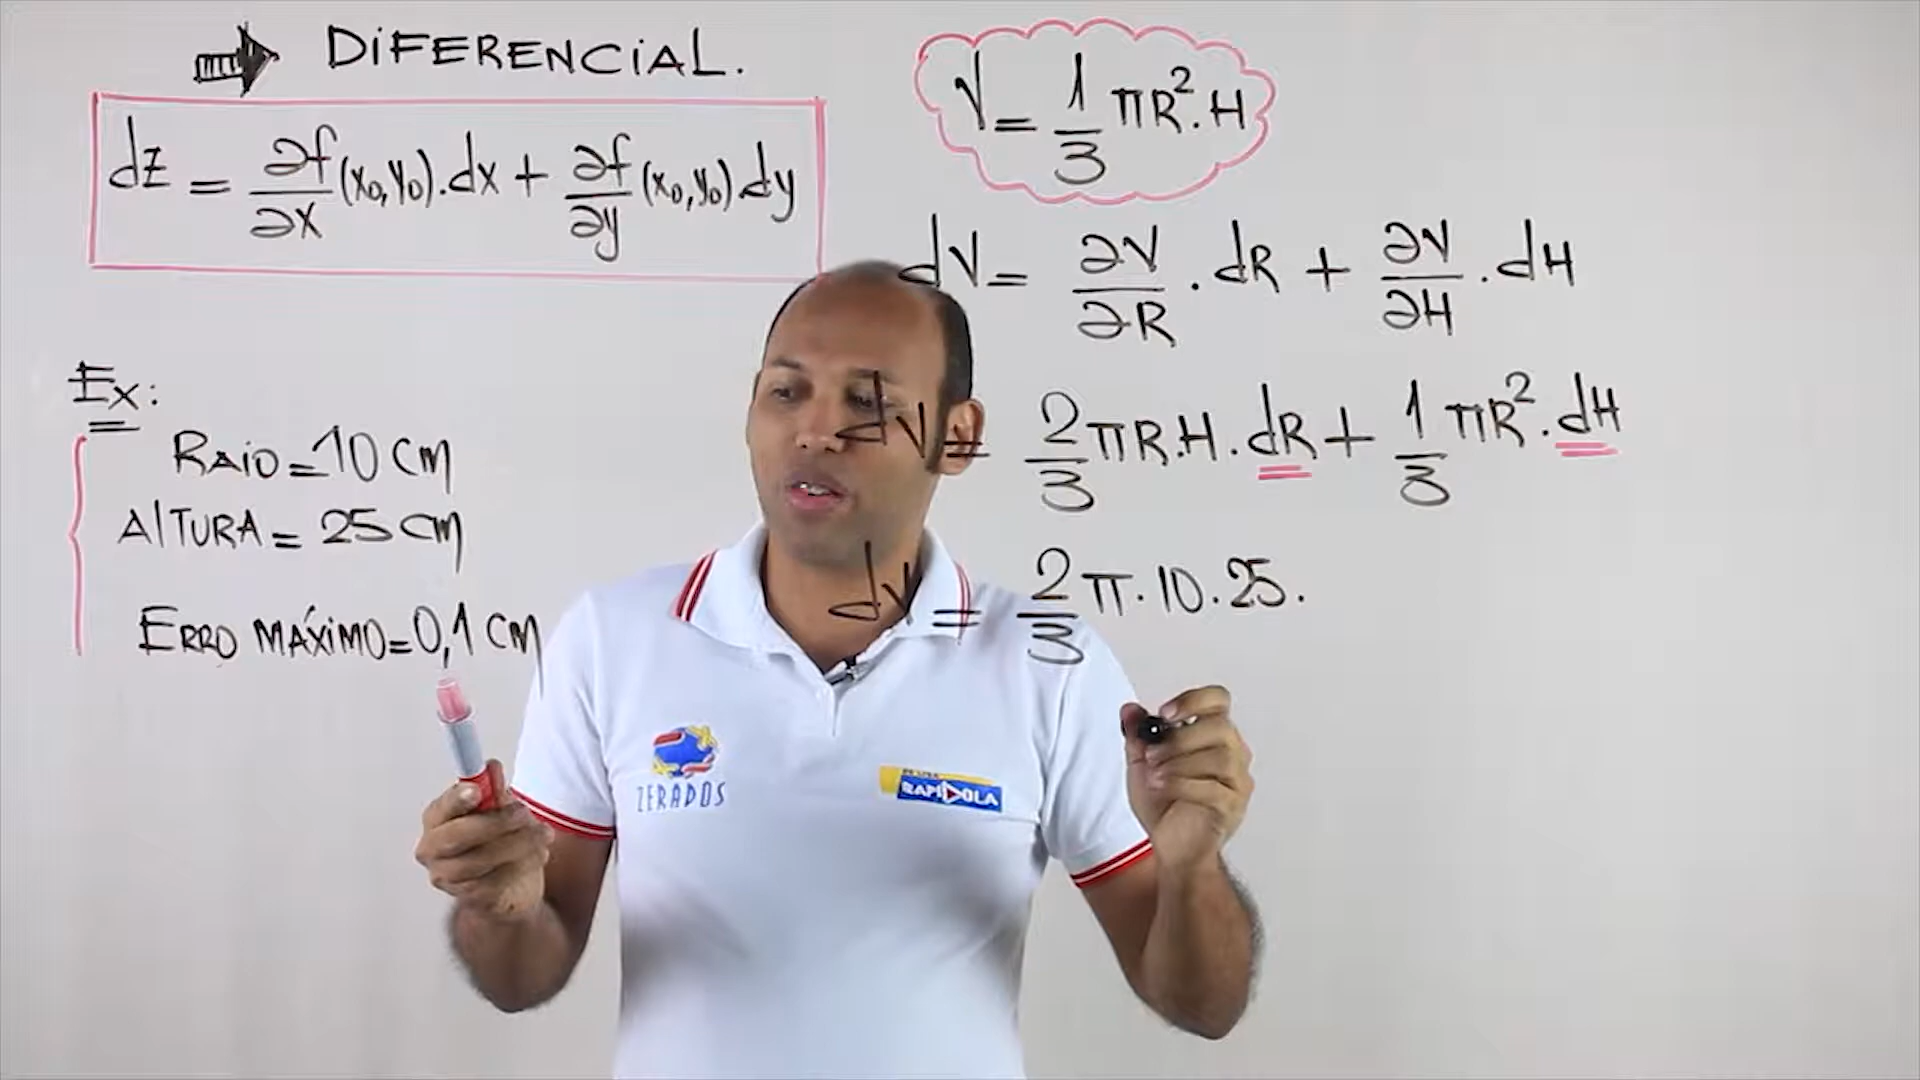 DIFERENCIAL.
dz = ∂f/∂x (x₀,y₀).dx + ∂f/∂y (x₀,y₀) dy
Ex:
RAIO = 10 cm
ALTURA = 25 cm
ERRO MÁXIMO = 0,1 cm
V = 1/3 πR².H
dV = ∂V/∂R . dR + ∂V/∂H . dH
dV = 2/3 πR.H.dR + 1/3 πR².dH
dV = 2/3 π.10.25.
ZERADOS